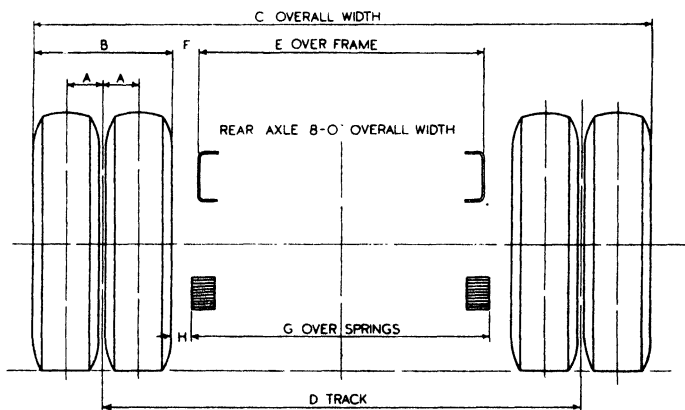 C OVERALL WIDTH
B F E OVER FRAME
A A
REAR AXLE 8-0" OVERALL WIDTH
H G OVER SPRINGS
D TRACK